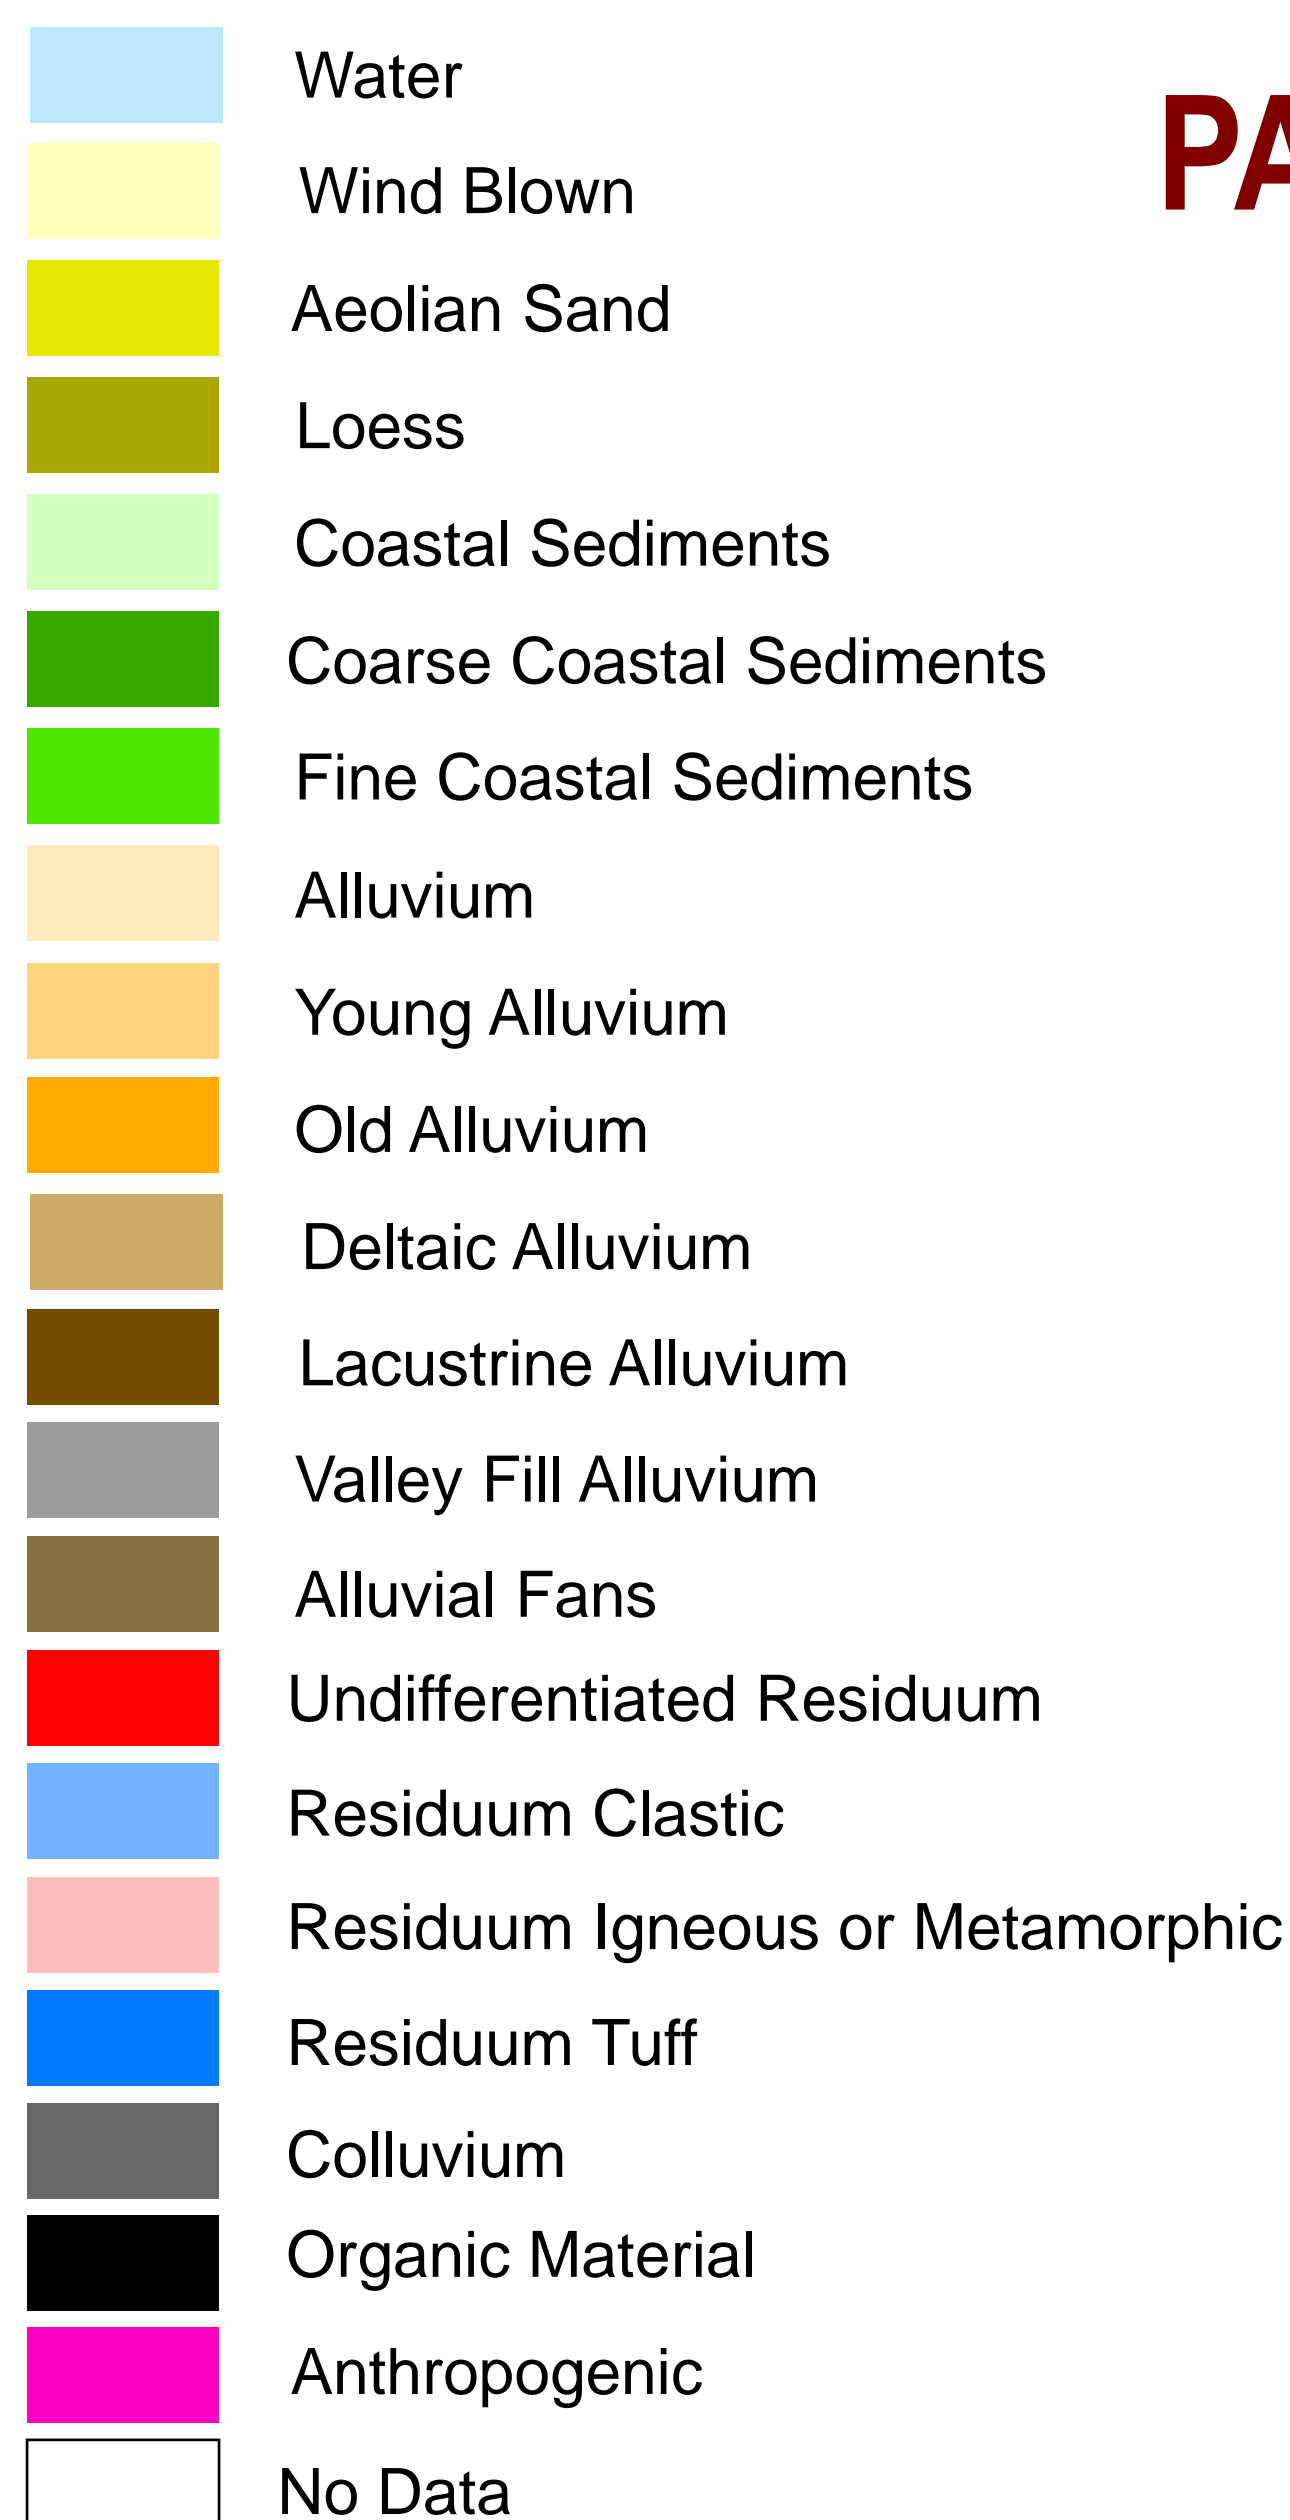 Water
PA
Wind Blown
Aeolian Sand
Loess
Coastal Sediments
Coarse Coastal Sediments
Fine Coastal Sediments
Alluvium
Young Alluvium
Old Alluvium
Deltaic Alluvium
Lacustrine Alluvium
Valley Fill Alluvium
Alluvial Fans
Undifferentiated Residuum
Residuum Clastic
Residuum Igneous or Metamorphic
Residuum Tuff
Colluvium
Organic Material
Anthropogenic
No Data